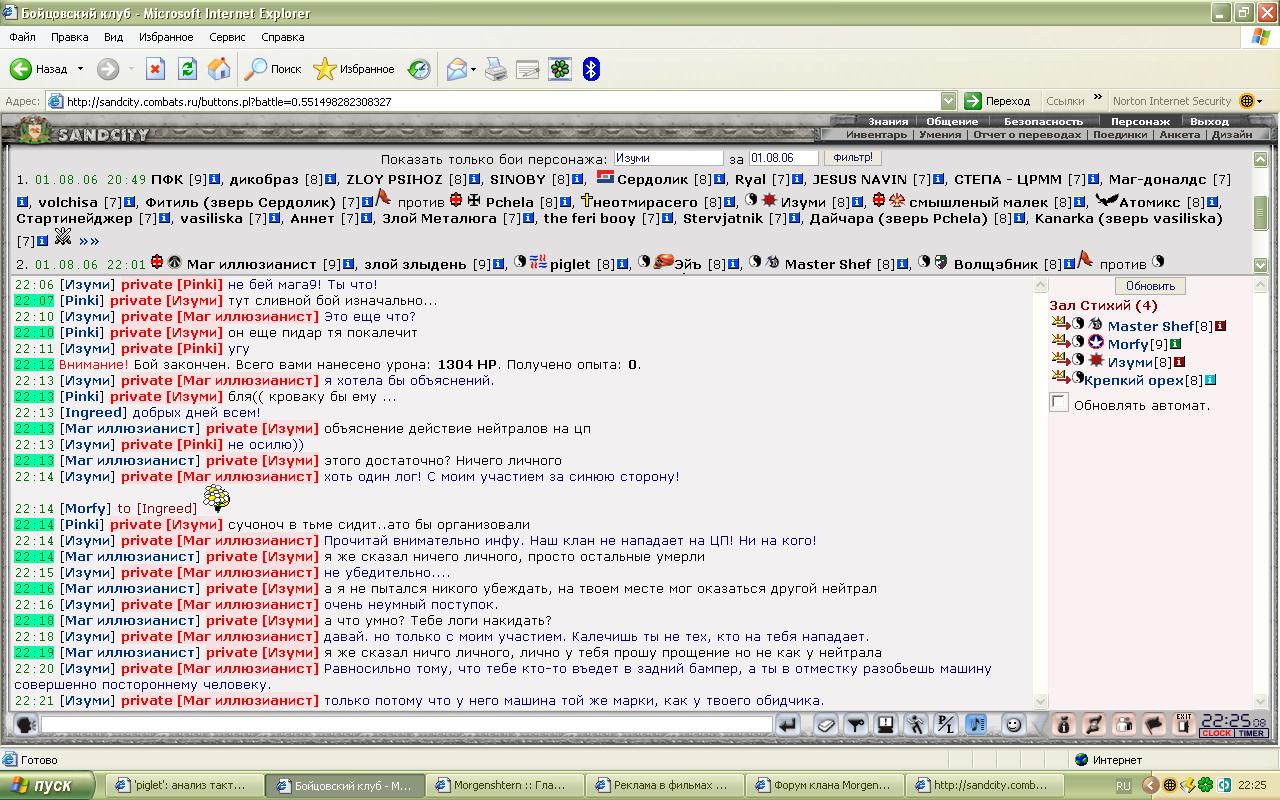 Бойцовский клуб - Microsoft Internet Explorer
Файл Правка Вид Избранное Сервис Справка
Назад Поиск Избранное
Адрес: http://sandcity.combats.ru/buttons.pl?battle=0.551498282308327 Переход Ссылки » Norton Internet Security
SANDCITY
Знания Общение Безопасность Персонаж Выход
Инвентарь | Умения | Отчет о переводах | Поединки | Анкета | Дизайн
Показать только бои персонажа: Изуми за 01.08.06 Фильтр!
1. 01.08.06 20:49 ПФК [9], дикобраз [8], ZLOY PSIHOZ [8], SINOBY [8], Сердолик [8], Ryal [7], JESUS NAVIN [7], СТЕПА - ЦРММ [7], Маг-доналдс [7]
, volchisa [7], Фитиль (зверь Сердолик) [7] против Pchela [8], неотмирасего [8], Изуми [8], смышленый малек [8], Атомикс [8],
Стартинейджер [7], vasiliska [7], Аннет [7], Злой Металюга [7], the feri booy [7], Stervjatnik [7], Дайчара (зверь Pchela) [8], Kanarka (зверь vasiliska)
[7] »»
2. 01.08.06 22:01 Маг иллюзианист [9], злой злыдень [9], piglet [8], Эйъ [8], Master Shef [8], Волщэбник [8] против
22:06 [Изуми] private [Pinki] не бей мага9! Ты что!
22:07 [Pinki] private [Изуми] тут сливной бой изначально...
22:10 [Изуми] private [Маг иллюзианист] Это еще что?
22:10 [Pinki] private [Изуми] он еще пидар тя покалечит
22:11 [Изуми] private [Pinki] угу
22:12 Внимание! Бой закончен. Всего вами нанесено урона: 1304 HP. Получено опыта: 0.
22:13 [Изуми] private [Маг иллюзианист] я хотела бы объяснений.
22:13 [Pinki] private [Изуми] бля(( кроваку бы ему ...
22:13 [Ingreed] добрых дней всем!
22:13 [Маг иллюзианист] private [Изуми] объяснение действие нейтралов на цп
22:13 [Изуми] private [Pinki] не осилю))
22:13 [Маг иллюзианист] private [Изуми] этого достаточно? Ничего личного
22:14 [Изуми] private [Маг иллюзианист] хоть один лог! С моим участием за синюю сторону!
22:14 [Morfy] to [Ingreed]
22:14 [Pinki] private [Изуми] сучоноч в тьме сидит..ато бы организовали
22:14 [Изуми] private [Маг иллюзианист] Прочитай внимательно инфу. Наш клан не нападает на ЦП! Ни на кого!
22:14 [Маг иллюзианист] private [Изуми] я же сказал ничего личного, просто остальные умерли
22:15 [Изуми] private [Маг иллюзианист] не убедительно....
22:16 [Маг иллюзианист] private [Изуми] а я не пытался никого убеждать, на твоем месте мог оказаться другой нейтрал
22:16 [Изуми] private [Маг иллюзианист] очень неумный поступок.
22:18 [Маг иллюзианист] private [Изуми] а что умно? Тебе логи накидать?
22:18 [Изуми] private [Маг иллюзианист] давай. но только с моим участием. Калечишь ты не тех, кто на тебя нападает.
22:19 [Маг иллюзианист] private [Изуми] я же сказал ничго личного, лично у тебя прошу прощение но не как у нейтрала
22:20 [Изуми] private [Маг иллюзианист] Равносильно тому, что тебе кто-то въедет в задний бампер, а ты в отместку разобьешь машину
совершенно постороннему человеку.
22:21 [Изуми] private [Маг иллюзианист] только потому что у него машина той же марки, как у твоего обидчика.
Обновить
Зал Стихий (4)
Master Shef[8]
Morfy[9]
Изуми[8]
Крепкий орех[8]
Обновлять автомат.
EXIT 22:25 08
CLOCK TIMER
Готово Интернет
пуск 'piglet': анализ такт... Бойцовский клуб - M... Morgenshtern :: Гла... Реклама в фильмах ... Форум клана Morgen... http://sandcity.comb... RU 22:25